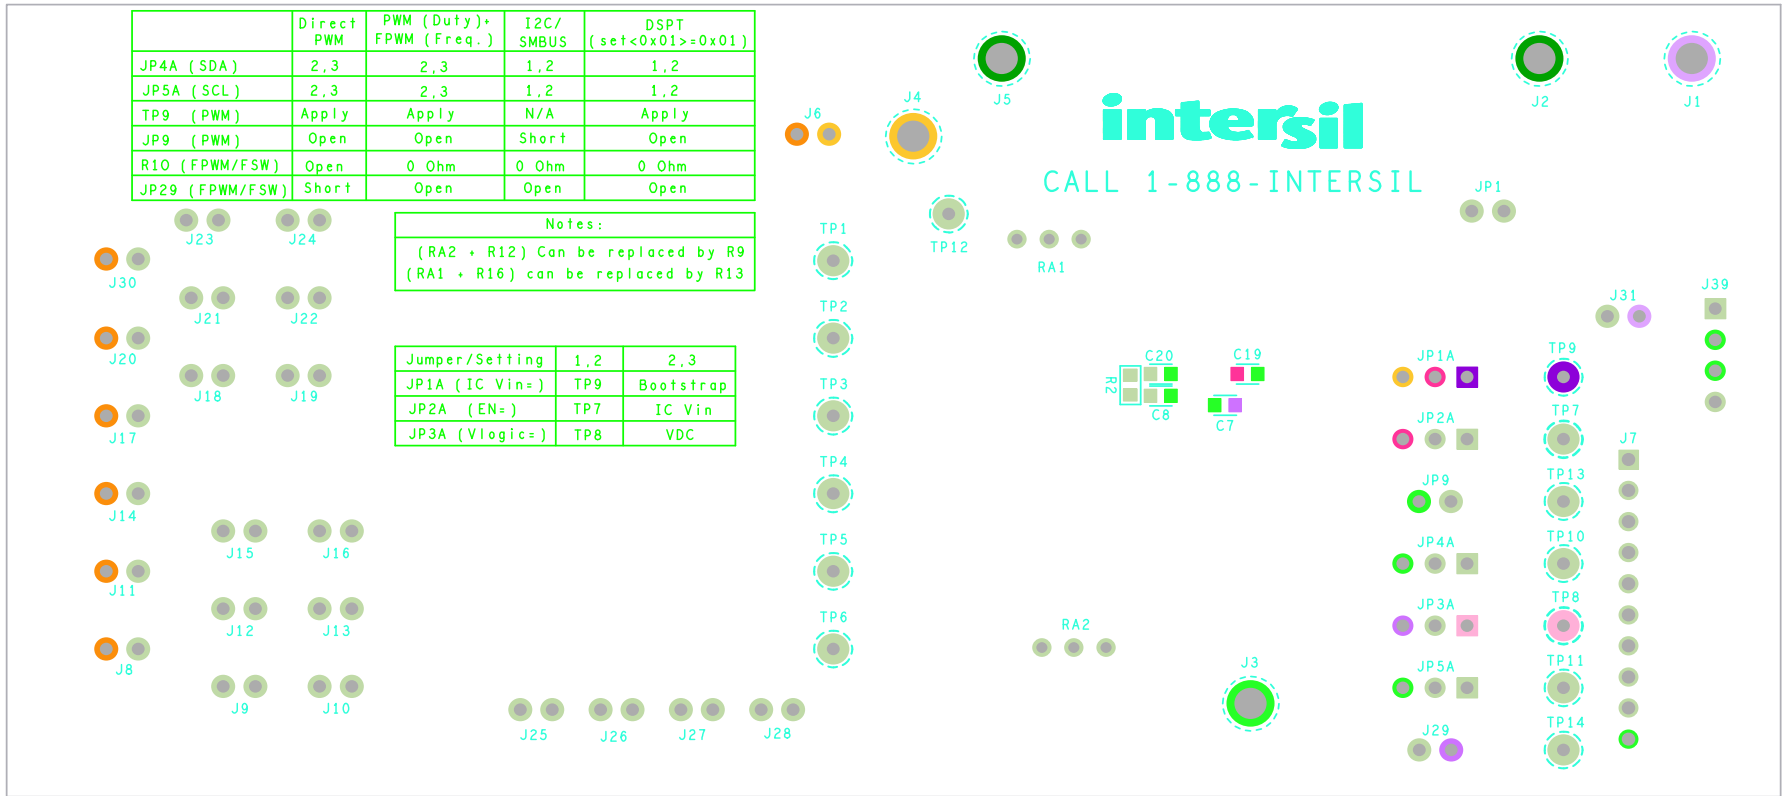 Direct PWM | PWM (Duty)+ FPWM (Freq.) | I2C/ SMBUS | DSPT (set<0x01>=0x01)
JP4A (SDA) 2,3 2,3 1,2 1,2
JP5A (SCL) 2,3 2,3 1,2 1,2
TP9 (PWM) Apply Apply N/A Apply
JP9 (PWM) Open Open Short Open
R10 (FPWM/FSW) Open 0 Ohm 0 Ohm 0 Ohm
JP29 (FPWM/FSW) Short Open Open Open
Notes:
(RA2 + R12) Can be replaced by R9
(RA1 + R16) can be replaced by R13
Jumper/Setting 1,2 2,3
JP1A (IC Vin=) TP9 Bootstrap
JP2A (EN=) TP7 IC Vin
JP3A (Vlogic=) TP8 VDC
J23
J24
J30
J21
J22
J20
J18
J19
J17
J14
J15
J16
J11
J12
J13
J8
J9
J10
J25
J26
J27
J28
J6
J4
J5
J2
J1
intersil
CALL 1-888-INTERSIL
JP1
TP12
RA1
TP1
TP2
TP3
TP4
TP5
TP6
C20
C19
R2
C8
C7
RA2
J3
J31
J39
JP1A
TP9
JP2A
TP7
J7
JP9
TP13
JP4A
TP10
JP3A
TP8
JP5A
TP11
J29
TP14